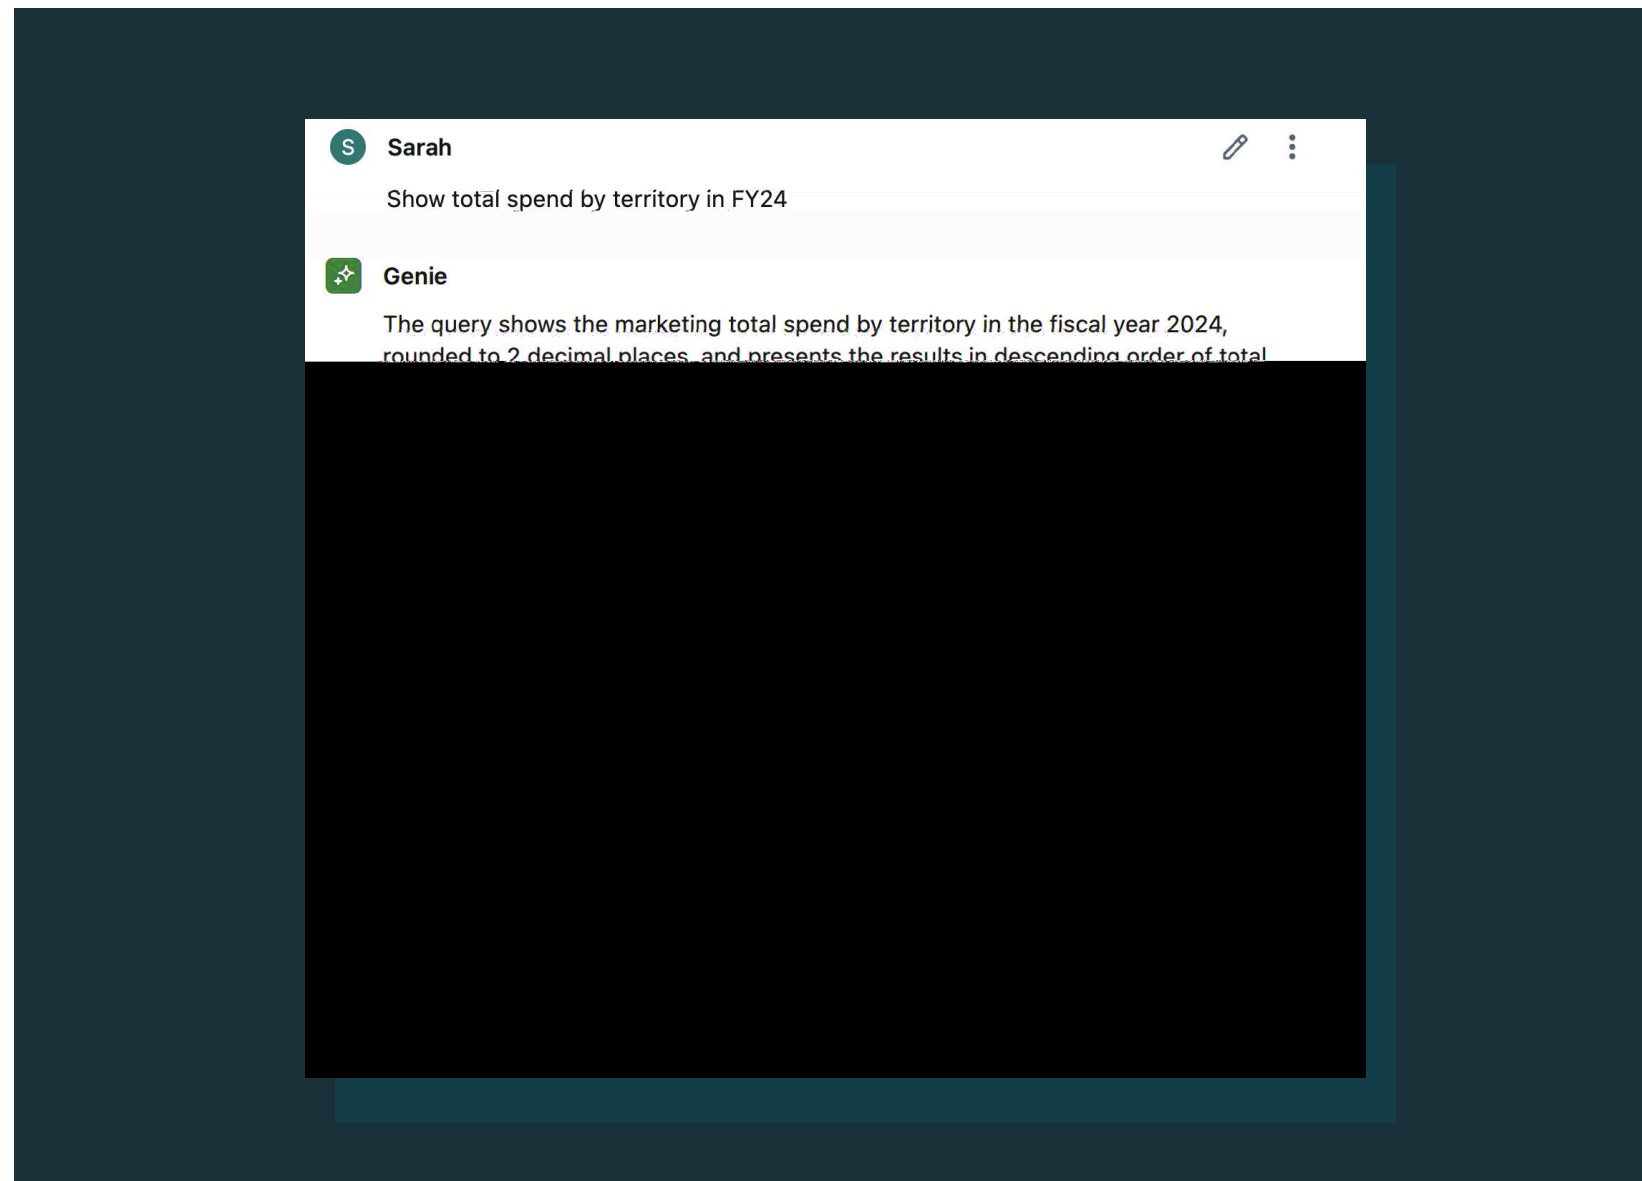 S
Sarah
Show total spend by territory in FY24
Genie
The query shows the marketing total spend by territory in the fiscal year 2024,
rounded to 2 decimal places, and presents the results in descending order of total